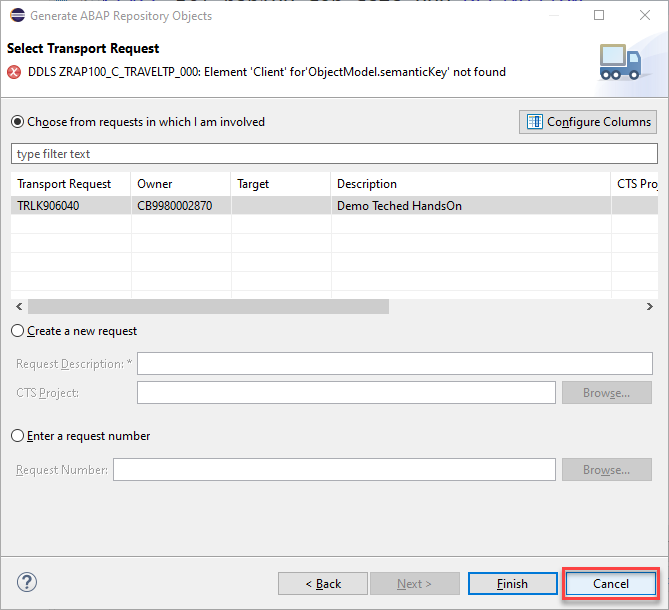 Generate ABAP Repository Objects
Select Transport Request
DDLS ZRAP100_C_TRAVELTP_000: Element 'Client' for'ObjectModel.semanticKey' not found
Choose from requests in which I am involved
Configure Columns
type filter text
Transport Request Owner Target Description CTS Proje
TRLK906040 CB9980002870 Demo Teched HandsOn
Create a new request
Request Description: *
CTS Project:
Browse...
Enter a request number
Request Number:
Browse...
? < Back Next > Finish Cancel